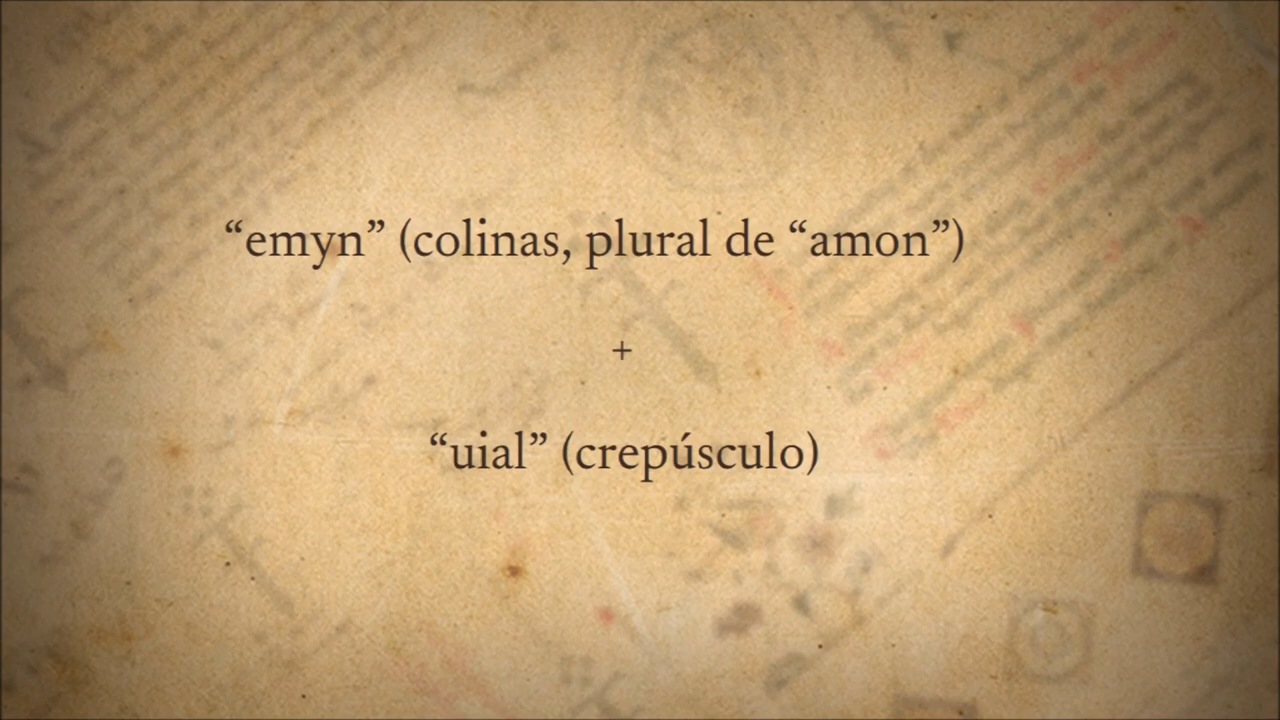 “emyn” (colinas, plural de “amon”)
+
“uial” (crepúsculo)